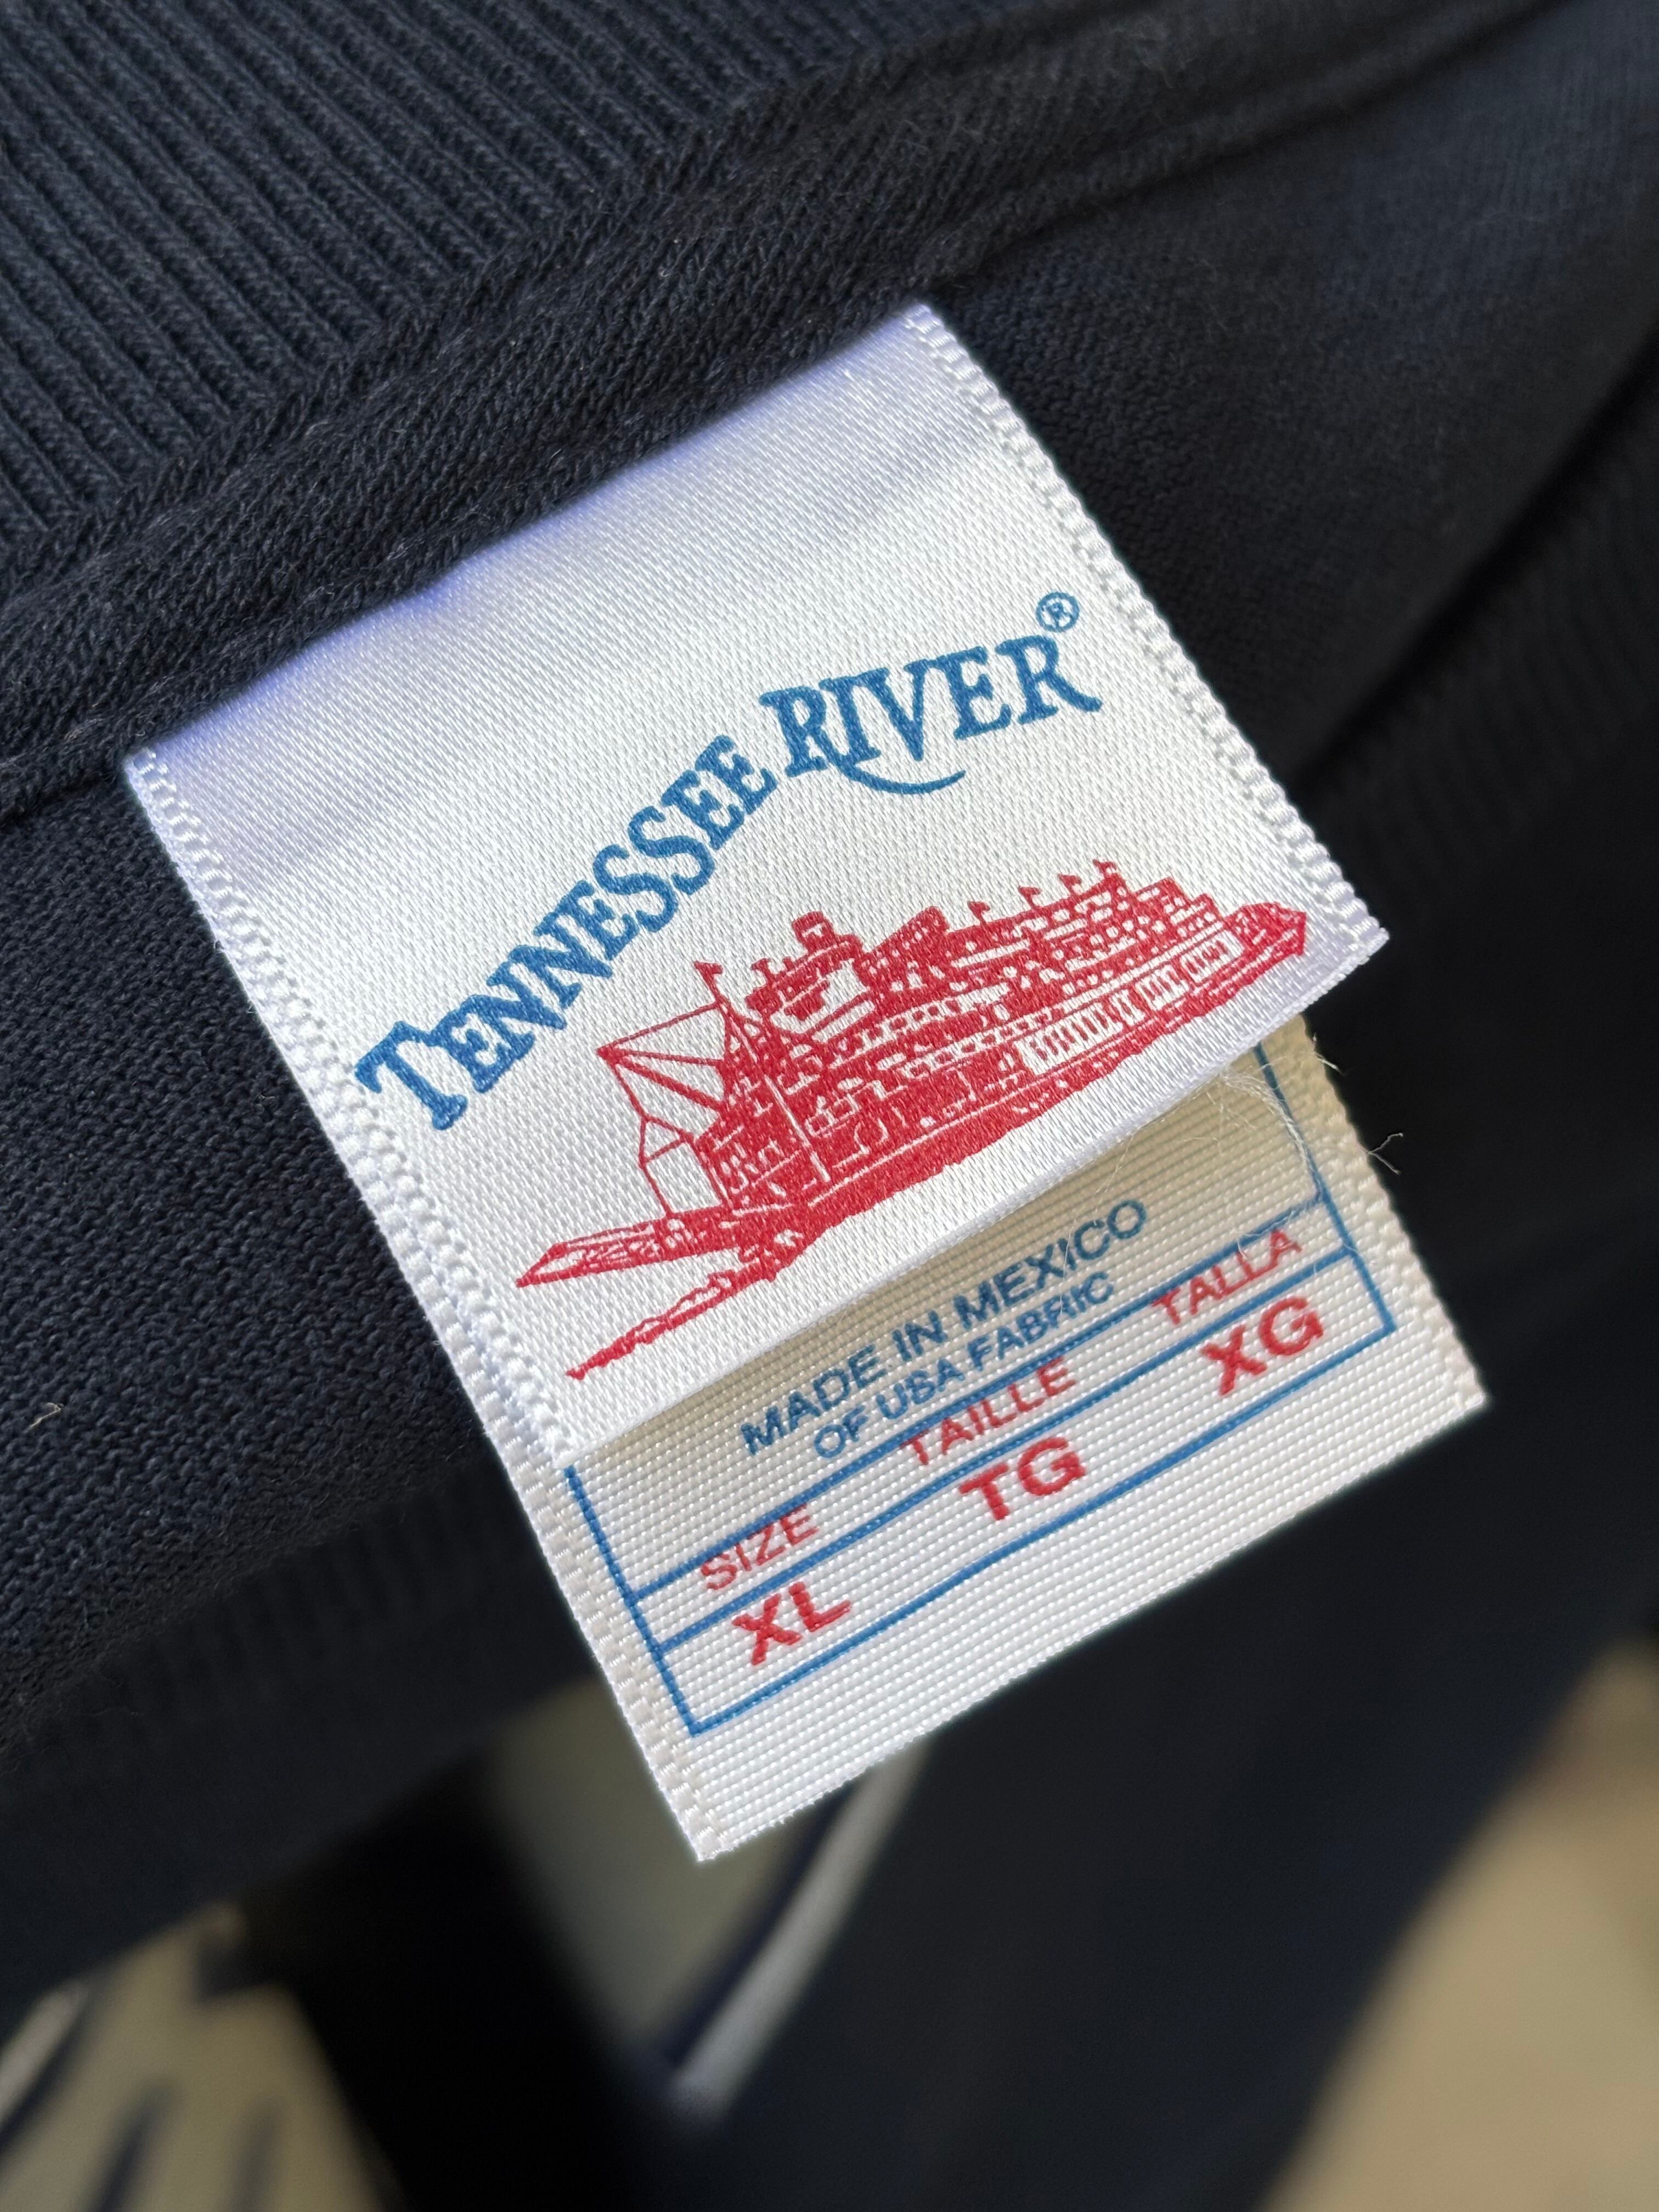 TENNESSEE RIVER®
MADE IN MEXICO
OF USA FABRIC
SIZE TAILLE TALLA
XL TG XG